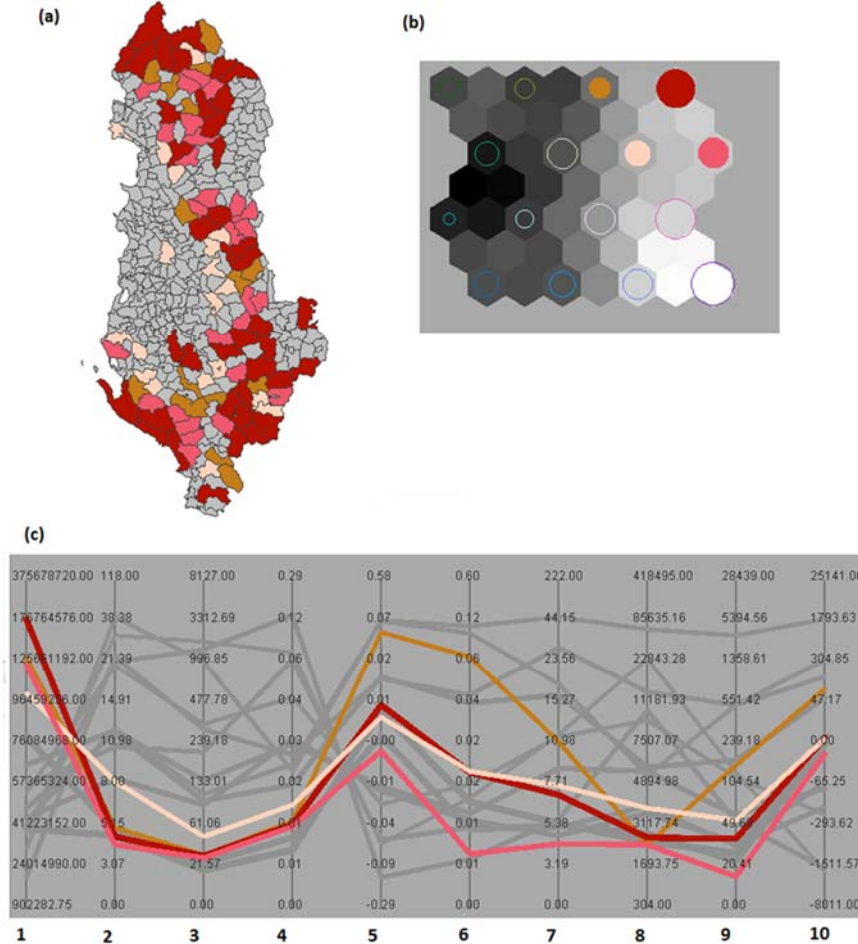 (a)
(b)
(c)
375678720.00 118.00 8127.00 0.29 0.58 0.60 222.00 418495.00 28439.00 25141.00
176764576.00 38.38 3312.69 0.12 0.07 0.12 44.15 85635.16 5394.56 1793.63
21.39 996.85 0.06 0.02 0.06 23.56 22843.28 1358.61 304.85
14.91 477.78 0.04 0.01 0.04 15.27 11181.93 551.42 47.17
76084968.00 10.98 239.18 0.03 -0.00 0.02 10.98 7507.07 239.18 0.00
57365324.00 8.00 133.01 0.02 -0.01 0.02 7.71 4894.98 104.54 -65.25
41223152.00 5.15 61.06 0.01 -0.04 0.01 5.38 3117.74 -293.62
24014990.00 3.07 21.57 0.01 -0.09 0.01 3.19 1693.75 20.41 -1511.57
902282.75 0.00 0.00 0.00 -0.29 0.00 0.00 304.00 0.00 -8011.00
1 2 3 4 5 6 7 8 9 10